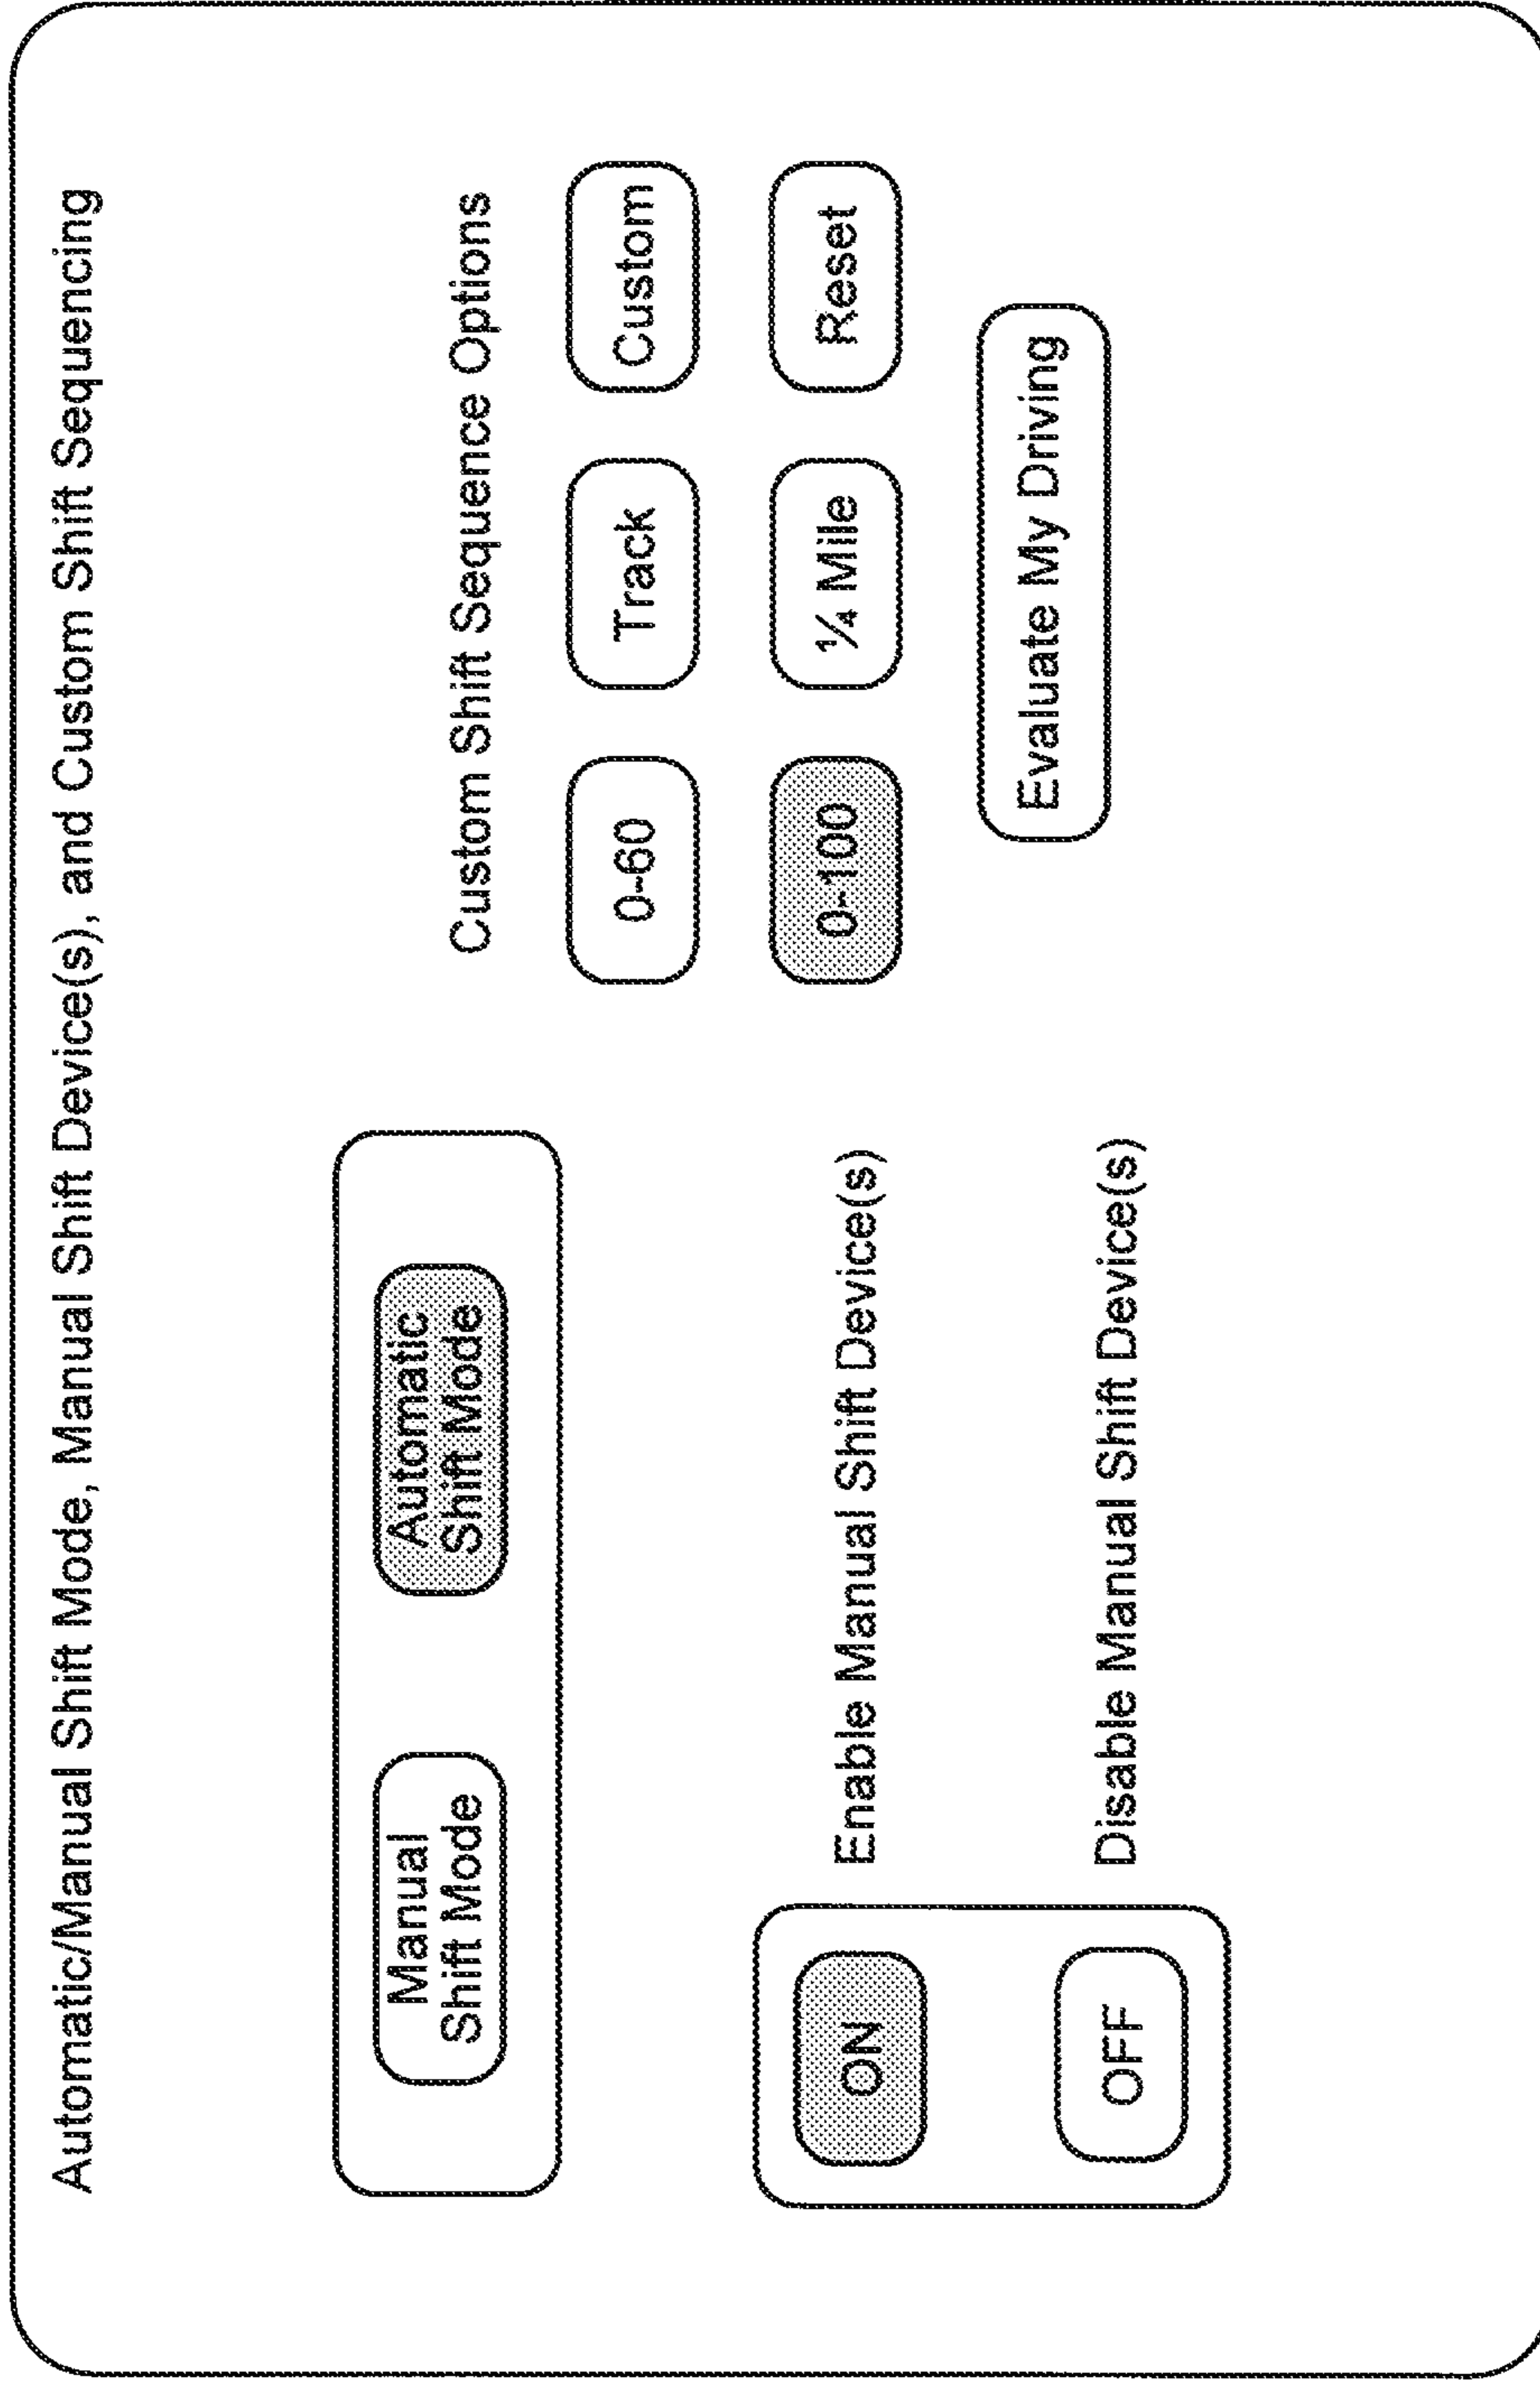 Automatic/Manual Shift Mode, Manual Shift Device(s), and Custom Shift Sequencing
Manual
Shift Mode
Automatic
Shift Mode
ON
Enable Manual Shift Device(s)
OFF
Disable Manual Shift Device(s)
Custom Shift Sequence Options
0-60
Track
Custom
0-100
¼ Mile
Reset
Evaluate My Driving